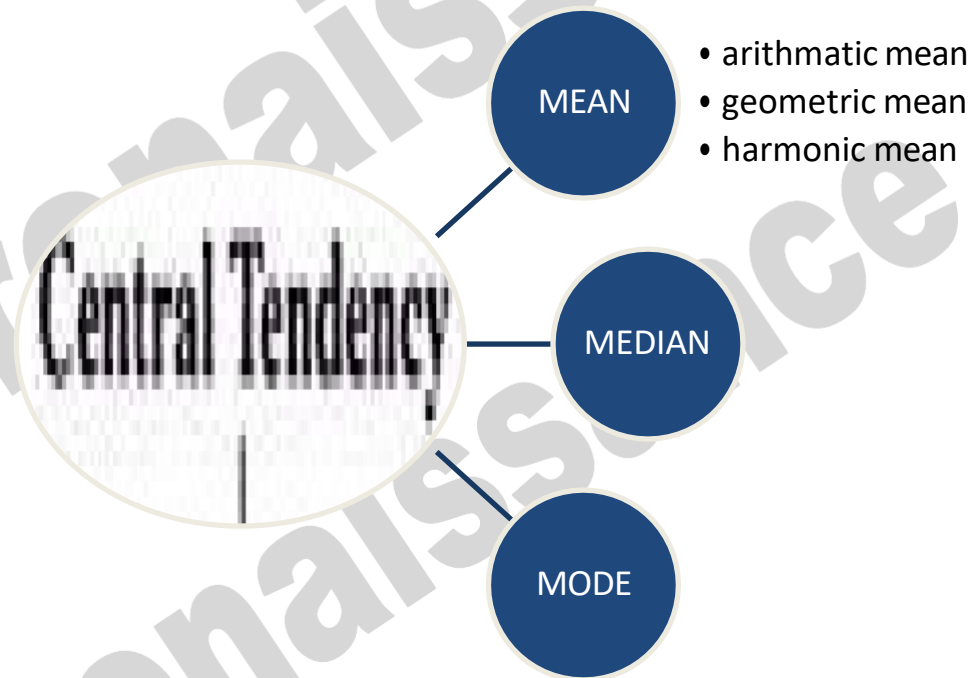 MEAN
• arithmatic mean
• geometric mean
• harmonic mean
Central Tendency
MEDIAN
MODE